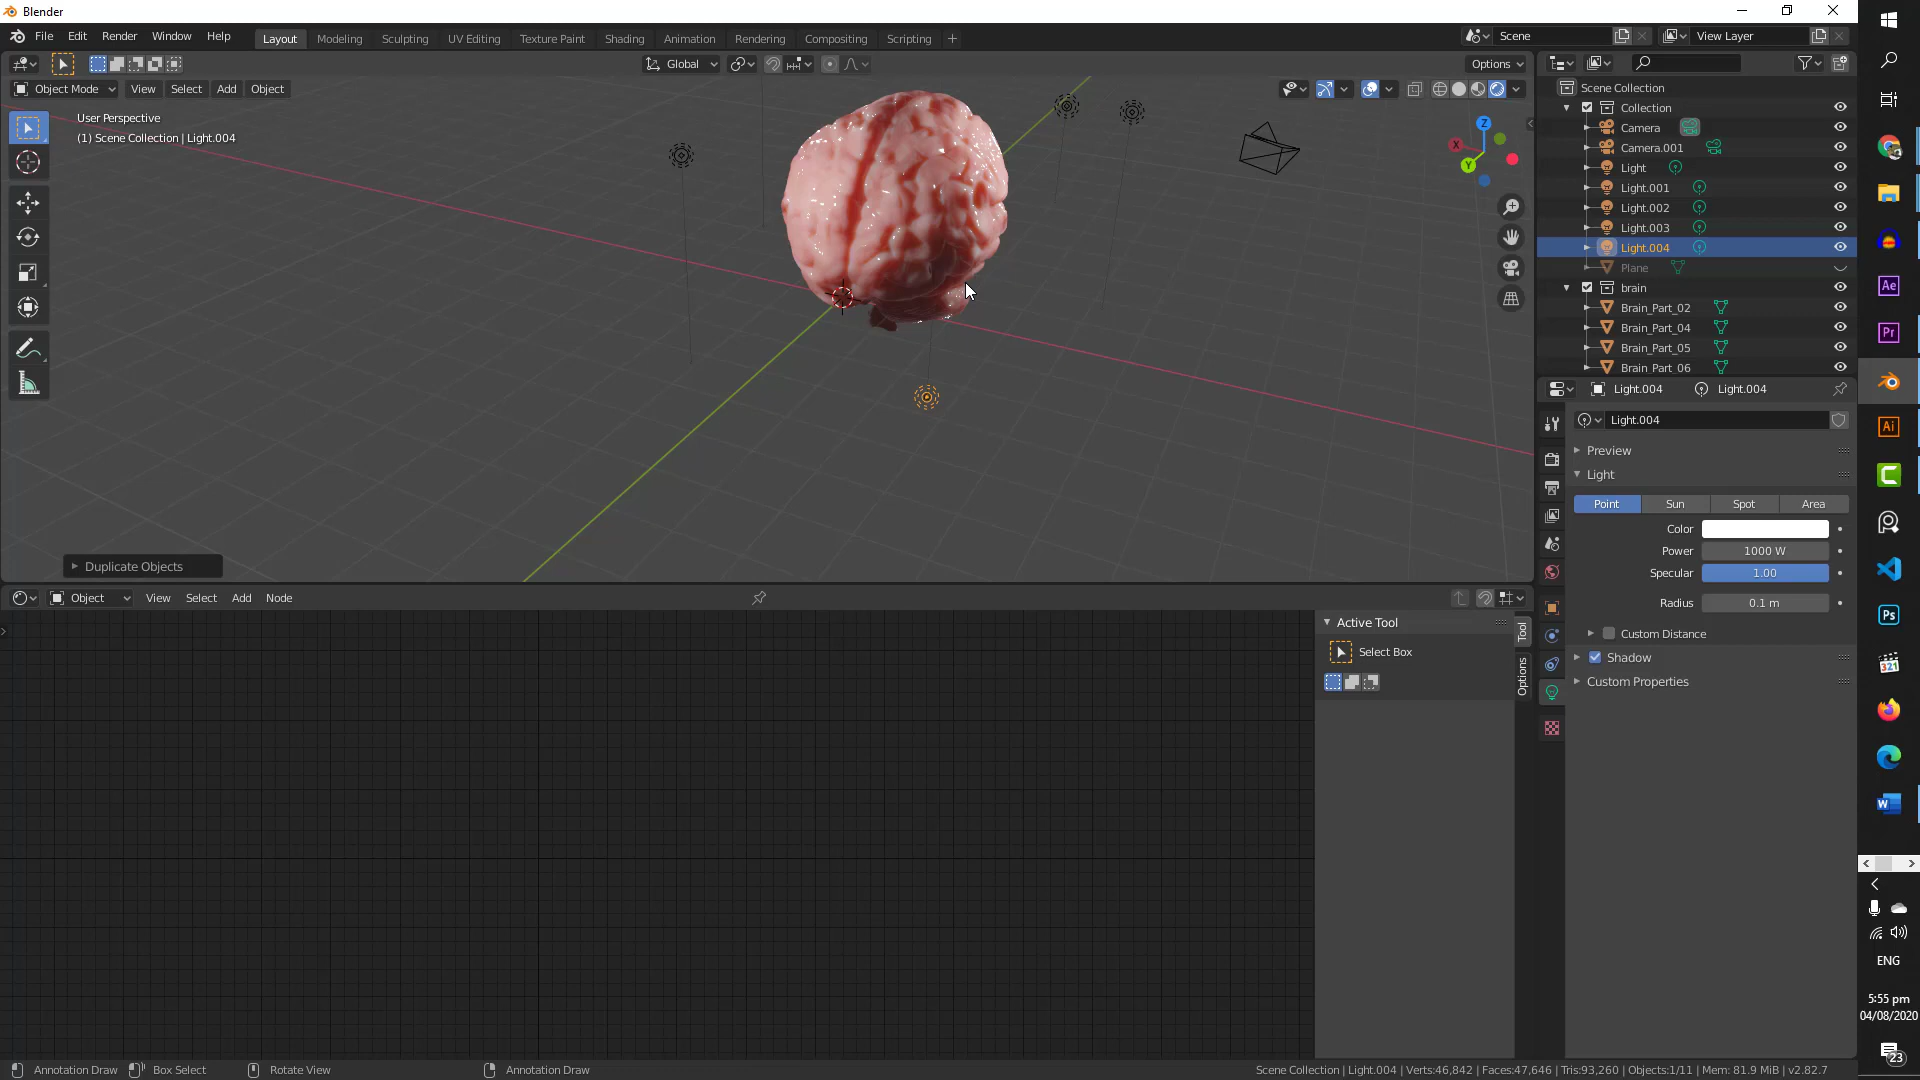 Blender
File Edit Render Window Help
Layout Modeling Sculpting UV Editing Texture Paint Shading Animation Rendering Compositing Scripting +
Scene
View Layer
Global
Options
Object Mode View Select Add Object
User Perspective
(1) Scene Collection | Light.004
Z
X
Y
Duplicate Objects
Object View Select Add Node
Active Tool
Select Box
Tool
Options
Scene Collection
Collection
Camera
Camera.001
Light
Light.001
Light.002
Light.003
Light.004
Plane
brain
Brain_Part_02
Brain_Part_04
Brain_Part_05
Brain_Part_06
Light.004 Light.004
Light.004
Preview
Light
Point Sun Spot Area
Color
Power 1000 W
Specular 1.00
Radius 0.1 m
Custom Distance
Shadow
Custom Properties
Ae
Pr
Ai
Ps
321
W
ENG
5:55 pm
04/08/2020
23
Annotation Draw Box Select Rotate View Annotation Draw
Scene Collection | Light.004 | Verts:46,842 | Faces:47,646 | Tris:93,260 | Objects:1/11 | Mem: 81.9 MiB | v2.82.7